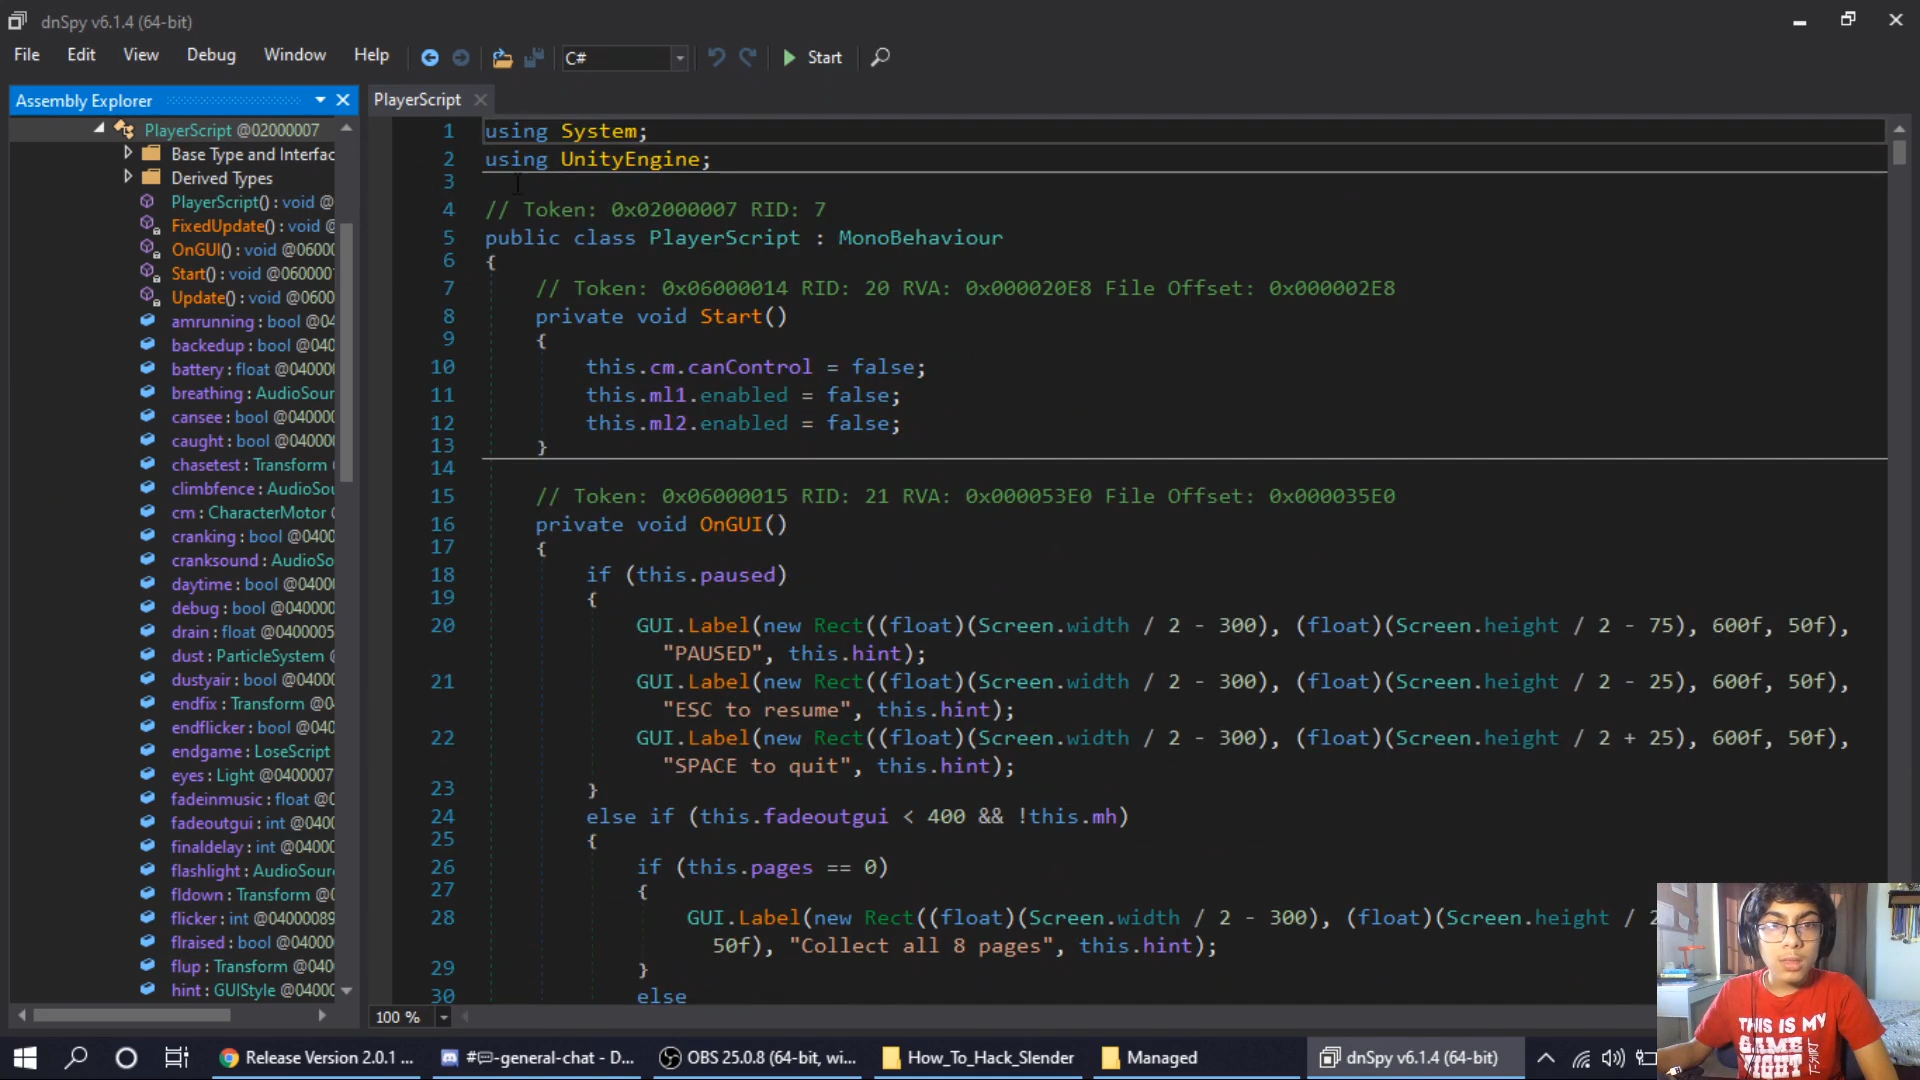 dnSpy v6.1.4 (64-bit)
File Edit View Debug Window Help C# Start
Assembly Explorer
PlayerScript
PlayerScript @02000007
Base Type and Interfac
Derived Types
PlayerScript() : void @
FixedUpdate() : void @
OnGUI() : void @0600
Start() : void @060000
Update() : void @0600
amrunning : bool @04
backedup : bool @040
battery : float @04000
breathing : AudioSour
cansee : bool @04000
caught : bool @04000
chasetest : Transform
climbfence : AudioSou
cm : CharacterMotor
cranking : bool @0400
cranksound : AudioSo
daytime : bool @0400
debug : bool @04000
drain : float @0400005
dust : ParticleSystem
dustyair : bool @0400
endfix : Transform @0
endflicker : bool @04
endgame : LoseScript
eyes : Light @0400007
fadeinmusic : float @0
fadeoutgui : int @0400
finaldelay : int @0400
flashlight : AudioSour
fldown : Transform @
flicker : int @04000089
flraised : bool @04000
flup : Transform @040
hint : GUIStyle @0400
1 using System;
2 using UnityEngine;
3
4 // Token: 0x02000007 RID: 7
5 public class PlayerScript : MonoBehaviour
6 {
7 // Token: 0x06000014 RID: 20 RVA: 0x000020E8 File Offset: 0x000002E8
8 private void Start()
9 {
10 this.cm.canControl = false;
11 this.ml1.enabled = false;
12 this.ml2.enabled = false;
13 }
14
15 // Token: 0x06000015 RID: 21 RVA: 0x000053E0 File Offset: 0x000035E0
16 private void OnGUI()
17 {
18 if (this.paused)
19 {
20 GUI.Label(new Rect((float)(Screen.width / 2 - 300), (float)(Screen.height / 2 - 75), 600f, 50f),
"PAUSED", this.hint);
21 GUI.Label(new Rect((float)(Screen.width / 2 - 300), (float)(Screen.height / 2 - 25), 600f, 50f),
"ESC to resume", this.hint);
22 GUI.Label(new Rect((float)(Screen.width / 2 - 300), (float)(Screen.height / 2 + 25), 600f, 50f),
"SPACE to quit", this.hint);
23 }
24 else if (this.fadeoutgui < 400 && !this.mh)
25 {
26 if (this.pages == 0)
27 {
28 GUI.Label(new Rect((float)(Screen.width / 2 - 300), (float)(Screen.height / 2
50f), "Collect all 8 pages", this.hint);
29 }
30 else
100 %
THIS IS MY
GAME
NIGHT
T-SHIRT
Release Version 2.0.1 ... #💬-general-chat - D... OBS 25.0.8 (64-bit, wi... How_To_Hack_Slender Managed dnSpy v6.1.4 (64-bit)